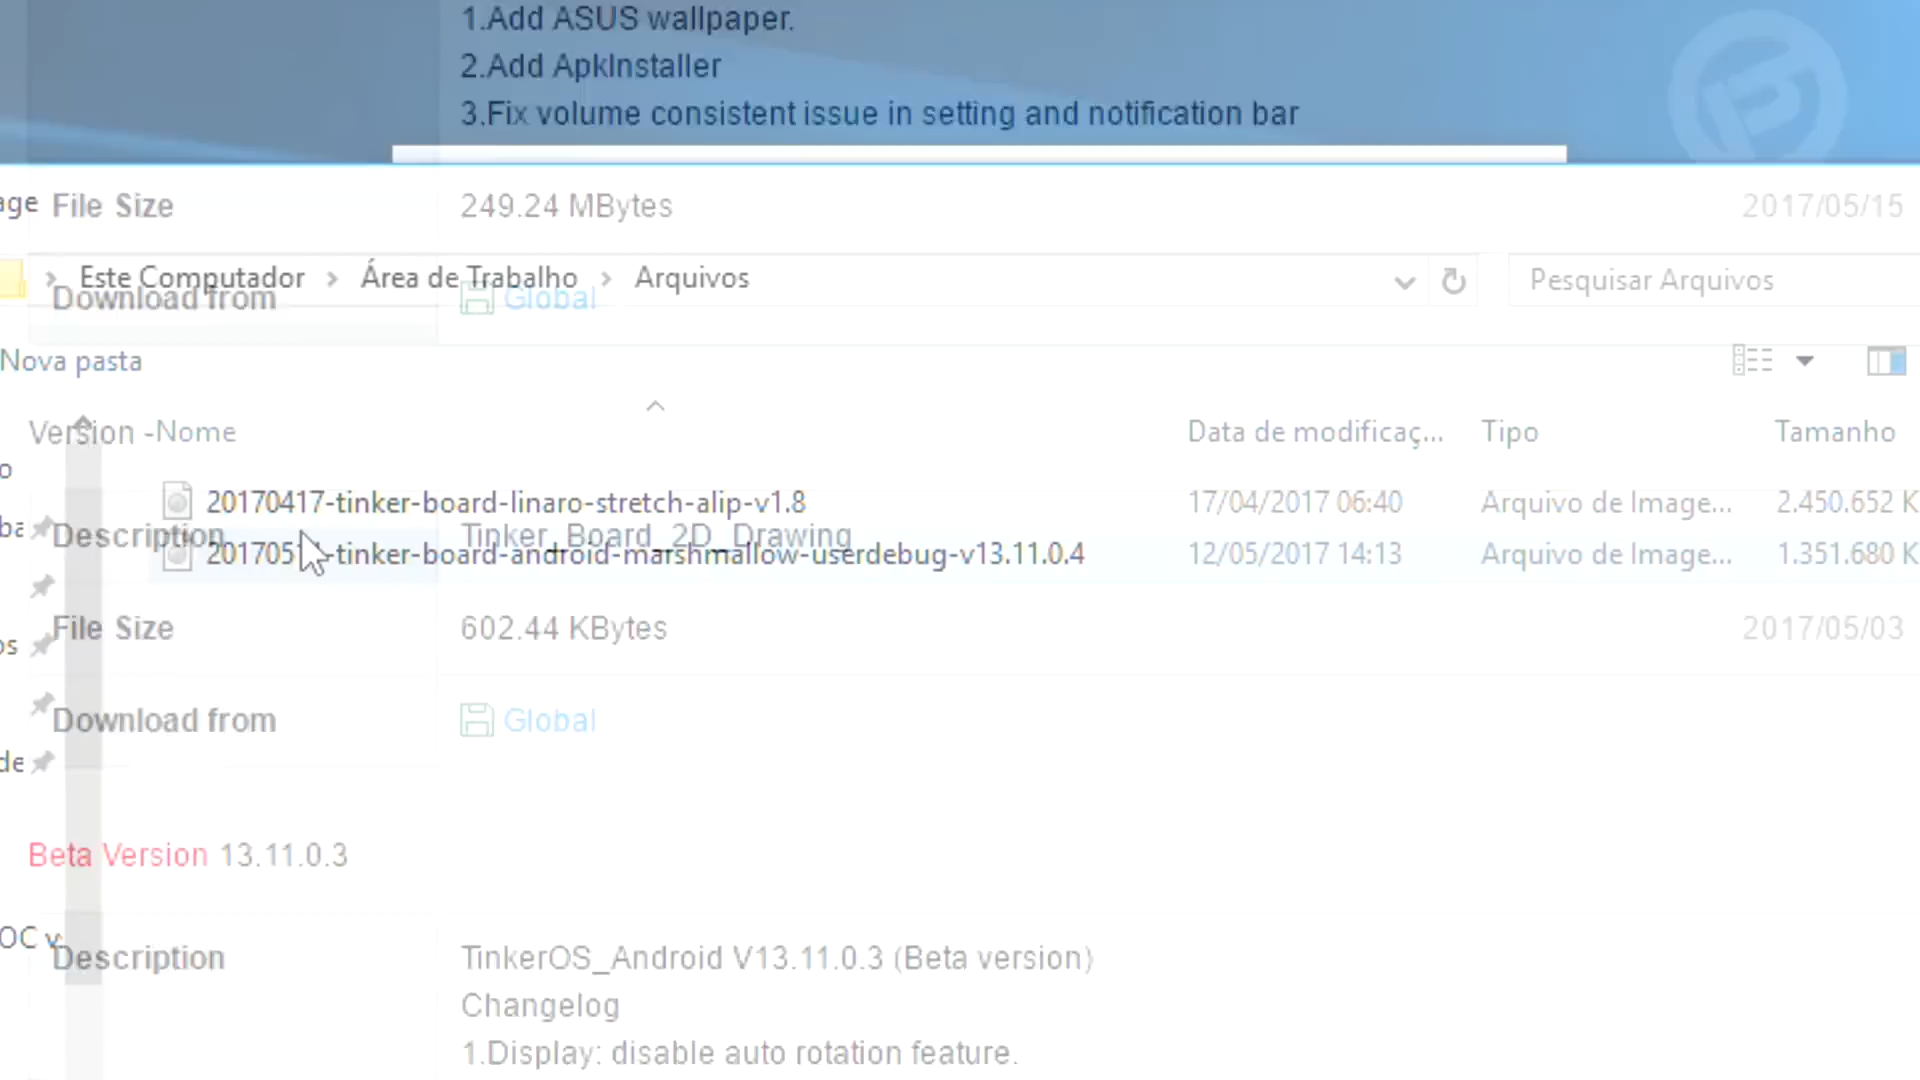 1.Add ASUS wallpaper.
2.Add ApkInstaller
3.Fix volume consistent issue in setting and notification bar
age
File Size 249.24 MBytes 2017/05/15
Este Computador > Área de Trabalho > Arquivos
Pesquisar Arquivos
Download from Global
Nova pasta
Version -
Nome Data de modificaç... Tipo Tamanho
o
20170417-tinker-board-linaro-stretch-alip-v1.8 17/04/2017 06:40 Arquivo de Image... 2.450.652 K
ba
Description Tinker_Board_2D_Drawing
201705 -tinker-board-android-marshmallow-userdebug-v13.11.0.4 12/05/2017 14:13 Arquivo de Image... 1.351.680 K
File Size 602.44 KBytes 2017/05/03
os
Download from Global
de
Beta Version 13.11.0.3
OC v
Description TinkerOS_Android V13.11.0.3 (Beta version)
Changelog
1.Display: disable auto rotation feature.